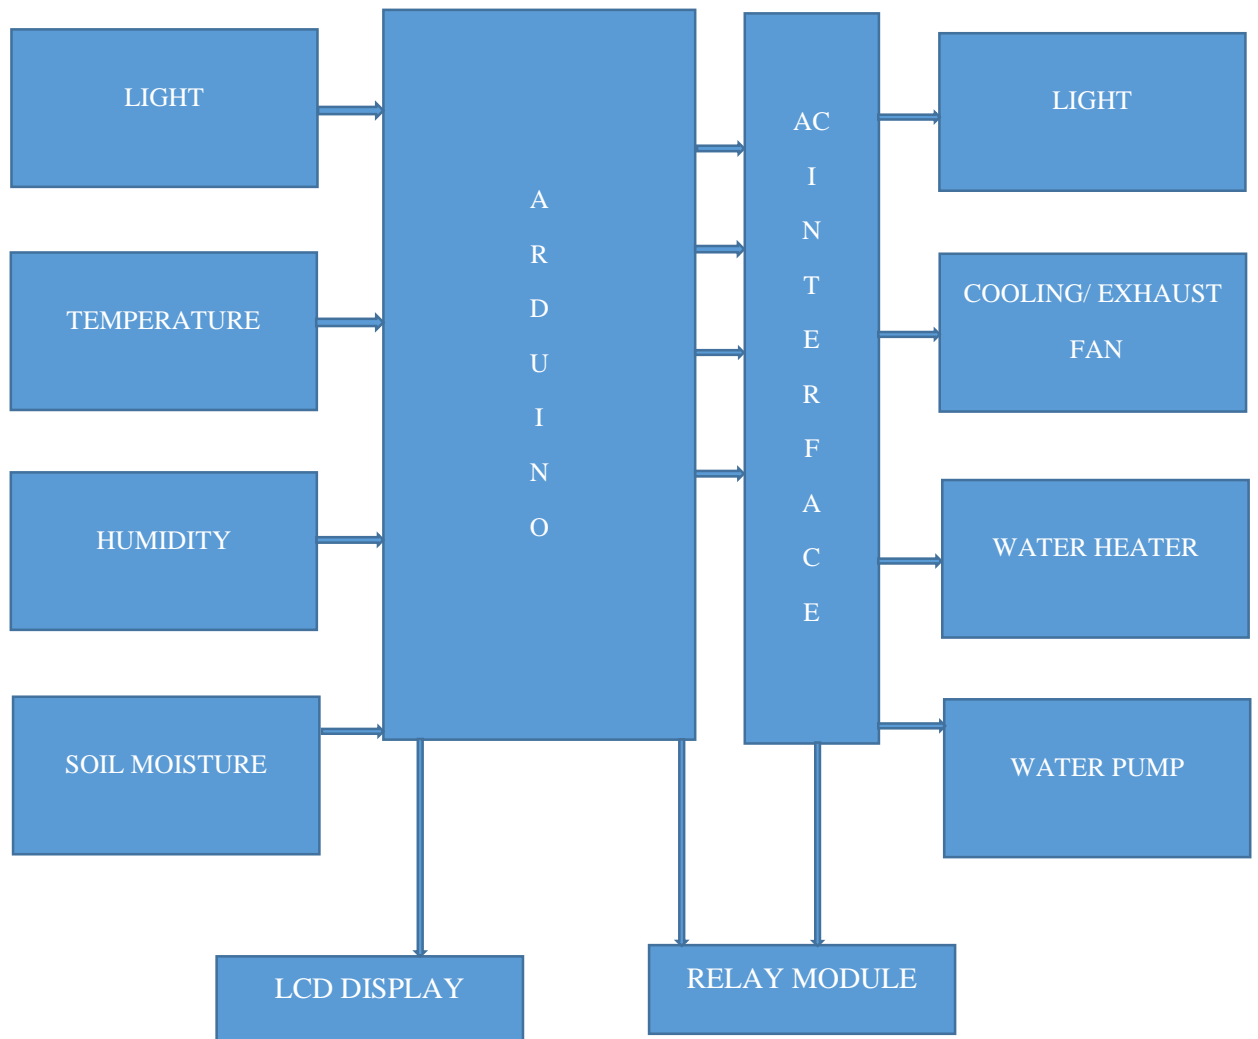 LIGHT
TEMPERATURE
HUMIDITY
SOIL MOISTURE
A
R
D
U
I
N
O
AC
I
N
T
E
R
F
A
C
E
LIGHT
COOLING/ EXHAUST
FAN
WATER HEATER
WATER PUMP
LCD DISPLAY
RELAY MODULE